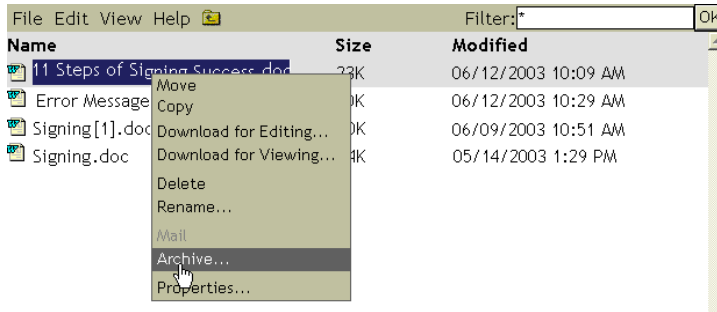 File Edit View Help Filter:* OK
Name Size Modified
11 Steps of Signing Success.doc 23K 06/12/2003 10:09 AM
Error Message 06/12/2003 10:29 AM
Signing[1].doc 06/09/2003 10:51 AM
Signing.doc 05/14/2003 1:29 PM
Move
Copy
Download for Editing...
Download for Viewing...
Delete
Rename...
Mail
Archive...
Properties...